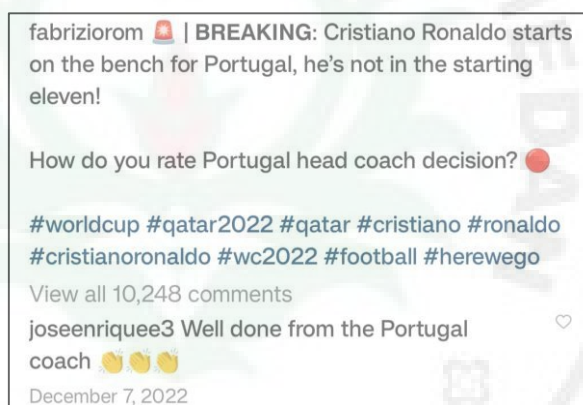 fabriziorom 🚨 | BREAKING: Cristiano Ronaldo starts
on the bench for Portugal, he’s not in the starting
eleven!
How do you rate Portugal head coach decision? 🔴
#worldcup #qatar2022 #qatar #cristiano #ronaldo
#cristianoronaldo #wc2022 #football #herewego
View all 10,248 comments
joseenriquee3 Well done from the Portugal
coach 👏👏👏
December 7, 2022